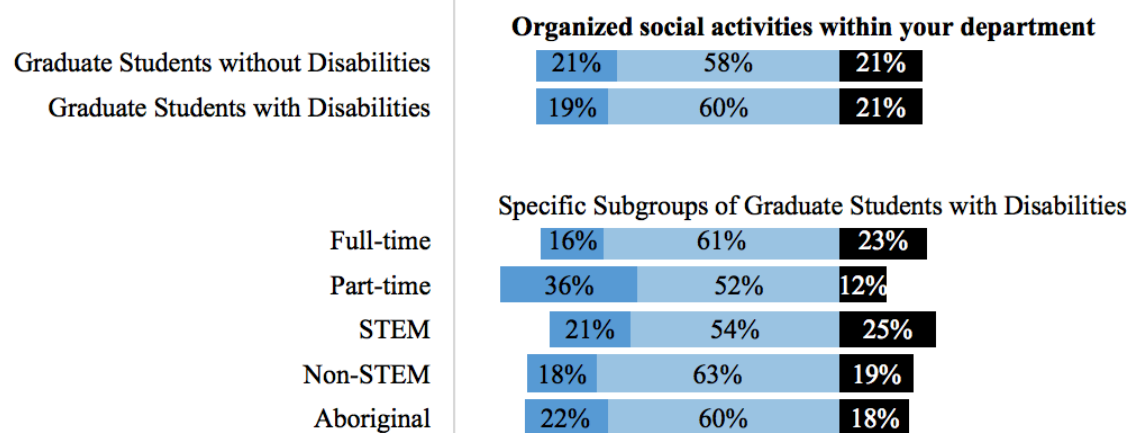 Organized social activities within your department
Graduate Students without Disabilities 21% 58% 21%
Graduate Students with Disabilities 19% 60% 21%
Specific Subgroups of Graduate Students with Disabilities
Full-time 16% 61% 23%
Part-time 36% 52% 12%
STEM 21% 54% 25%
Non-STEM 18% 63% 19%
Aboriginal 22% 60% 18%